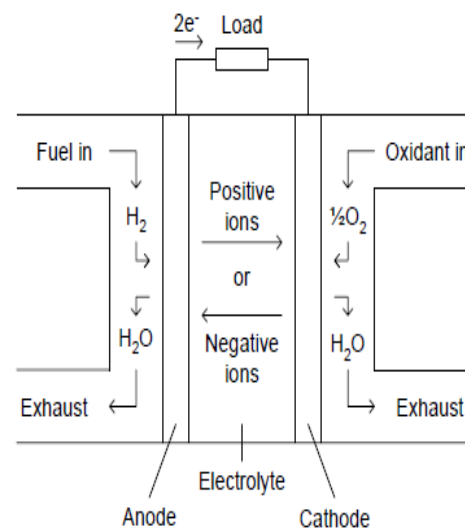 2e⁻ Load
Fuel in
Oxidant in
H₂
Positive
ions
or
Negative
ions
½O₂
H₂O
H₂O
Exhaust
Exhaust
Electrolyte
Anode
Cathode